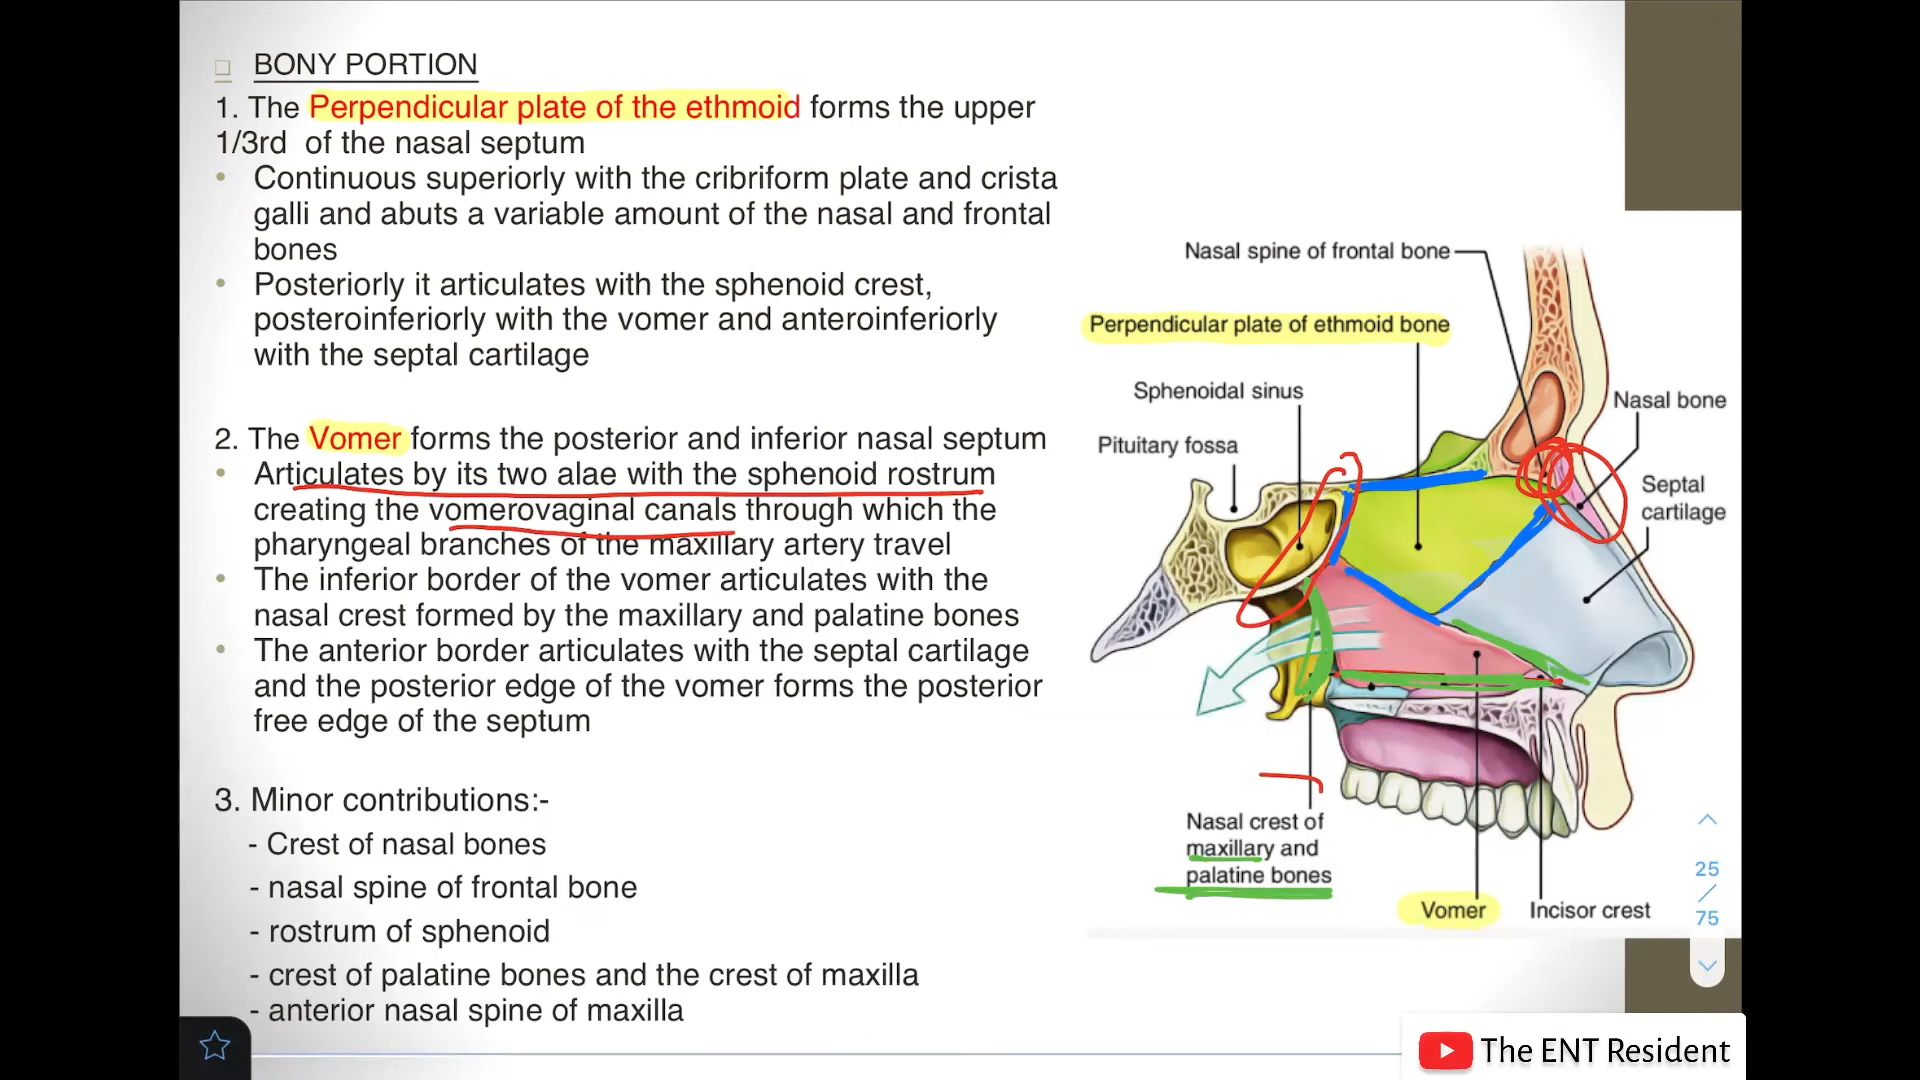 BONY PORTION
1. The Perpendicular plate of the ethmoid forms the upper
1/3rd of the nasal septum
• Continuous superiorly with the cribriform plate and crista
galli and abuts a variable amount of the nasal and frontal
bones
• Posteriorly it articulates with the sphenoid crest,
posteroinferiorly with the vomer and anteroinferiorly
with the septal cartilage
2. The Vomer forms the posterior and inferior nasal septum
• Articulates by its two alae with the sphenoid rostrum
creating the vomerovaginal canals through which the
pharyngeal branches of the maxillary artery travel
• The inferior border of the vomer articulates with the
nasal crest formed by the maxillary and palatine bones
• The anterior border articulates with the septal cartilage
and the posterior edge of the vomer forms the posterior
free edge of the septum
3. Minor contributions:-
- Crest of nasal bones
- nasal spine of frontal bone
- rostrum of sphenoid
- crest of palatine bones and the crest of maxilla
- anterior nasal spine of maxilla
Nasal spine of frontal bone
Perpendicular plate of ethmoid bone
Sphenoidal sinus
Nasal bone
Pituitary fossa
Septal
cartilage
Nasal crest of
maxillary and
palatine bones
Vomer
Incisor crest
25
/
75
The ENT Resident